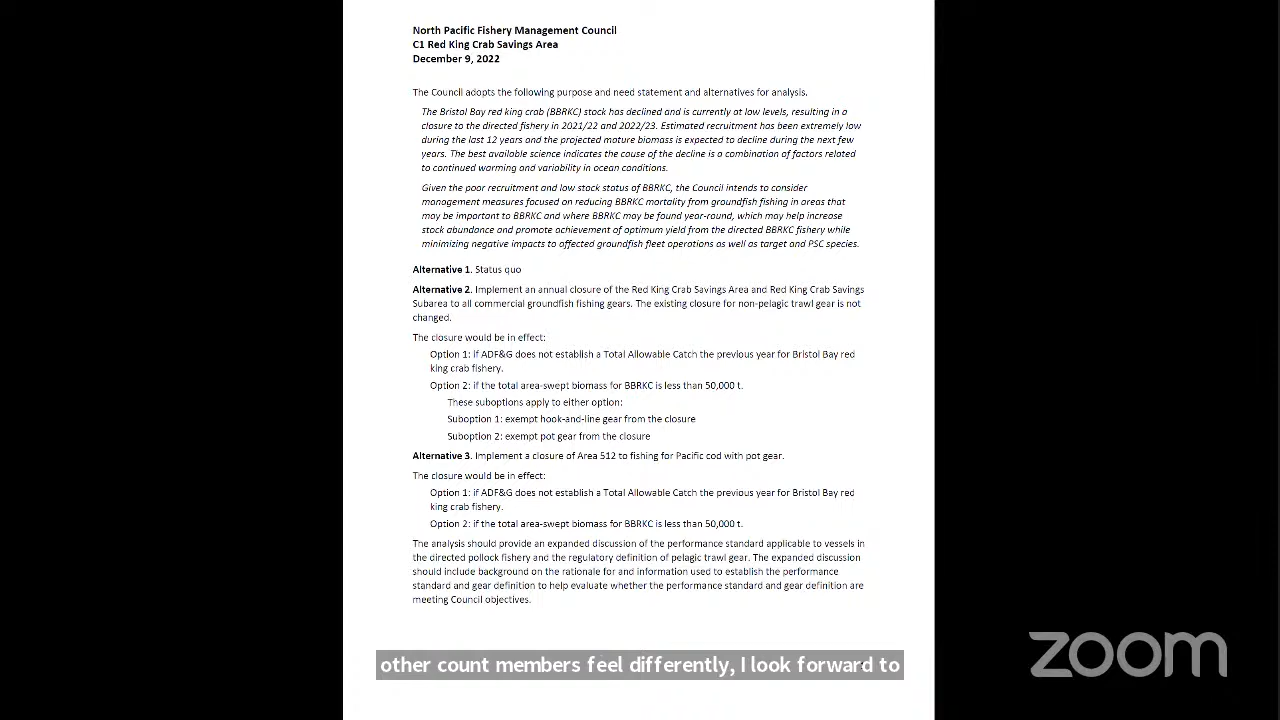 North Pacific Fishery Management Council
C1 Red King Crab Savings Area
December 9, 2022
The Council adopts the following purpose and need statement and alternatives for analysis.
The Bristol Bay red king crab (BBRKC) stock has declined and is currently at low levels, resulting in a
closure to the directed fishery in 2021/22 and 2022/23. Estimated recruitment has been extremely low
during the last 12 years and the projected mature biomass is expected to decline during the next few
years. The best available science indicates the cause of the decline is a combination of factors related
to continued warming and variability in ocean conditions.
Given the poor recruitment and low stock status of BBRKC, the Council intends to consider
management measures focused on reducing BBRKC mortality from groundfish fishing in areas that
may be important to BBRKC and where BBRKC may be found year-round, which may help increase
stock abundance and promote achievement of optimum yield from the directed BBRKC fishery while
minimizing negative impacts to affected groundfish fleet operations as well as target and PSC species.
Alternative 1. Status quo
Alternative 2. Implement an annual closure of the Red King Crab Savings Area and Red King Crab Savings
Subarea to all commercial groundfish fishing gears. The existing closure for non-pelagic trawl gear is not
changed.
The closure would be in effect:
Option 1: if ADF&G does not establish a Total Allowable Catch the previous year for Bristol Bay red
king crab fishery.
Option 2: if the total area-swept biomass for BBRKC is less than 50,000 t.
These suboptions apply to either option:
Suboption 1: exempt hook-and-line gear from the closure
Suboption 2: exempt pot gear from the closure
Alternative 3. Implement a closure of Area 512 to fishing for Pacific cod with pot gear.
The closure would be in effect:
Option 1: if ADF&G does not establish a Total Allowable Catch the previous year for Bristol Bay red
king crab fishery.
Option 2: if the total area-swept biomass for BBRKC is less than 50,000 t.
The analysis should provide an expanded discussion of the performance standard applicable to vessels in
the directed pollock fishery and the regulatory definition of pelagic trawl gear. The expanded discussion
should include background on the rationale for and information used to establish the performance
standard and gear definition to help evaluate whether the performance standard and gear definition are
meeting Council objectives.
other count members feel differently, I look forward to
zoom